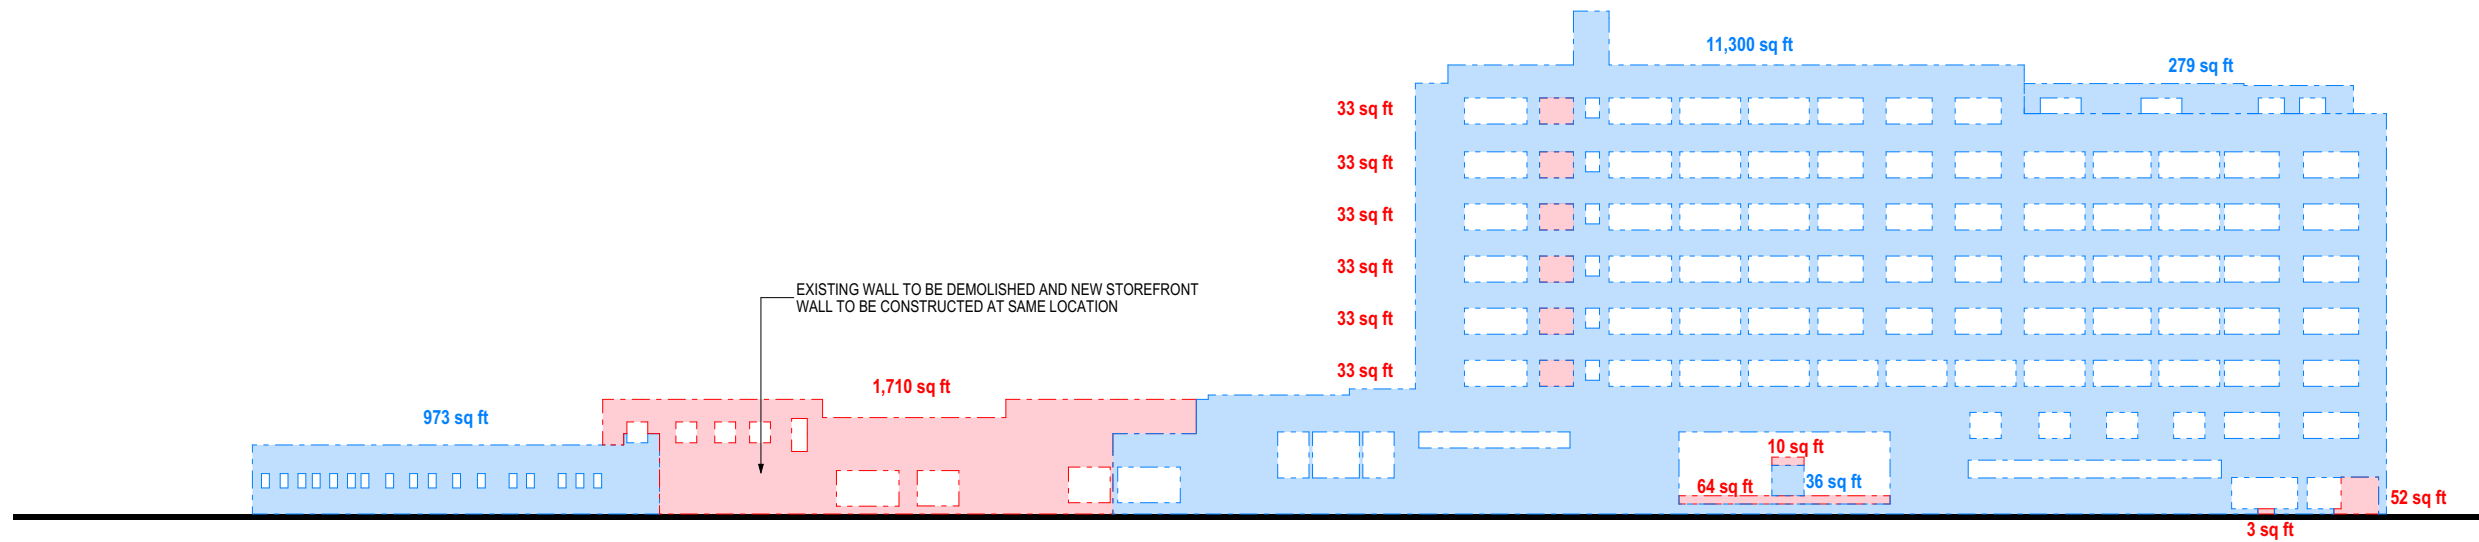 11,300 sq ft
279 sq ft
33 sq ft
33 sq ft
33 sq ft
33 sq ft
EXISTING WALL TO BE DEMOLISHED AND NEW STOREFRONT
WALL TO BE CONSTRUCTED AT SAME LOCATION
33 sq ft
33 sq ft
1,710 sq ft
973 sq ft
10 sq ft
36 sq ft
64 sq ft
52 sq ft
3 sq ft